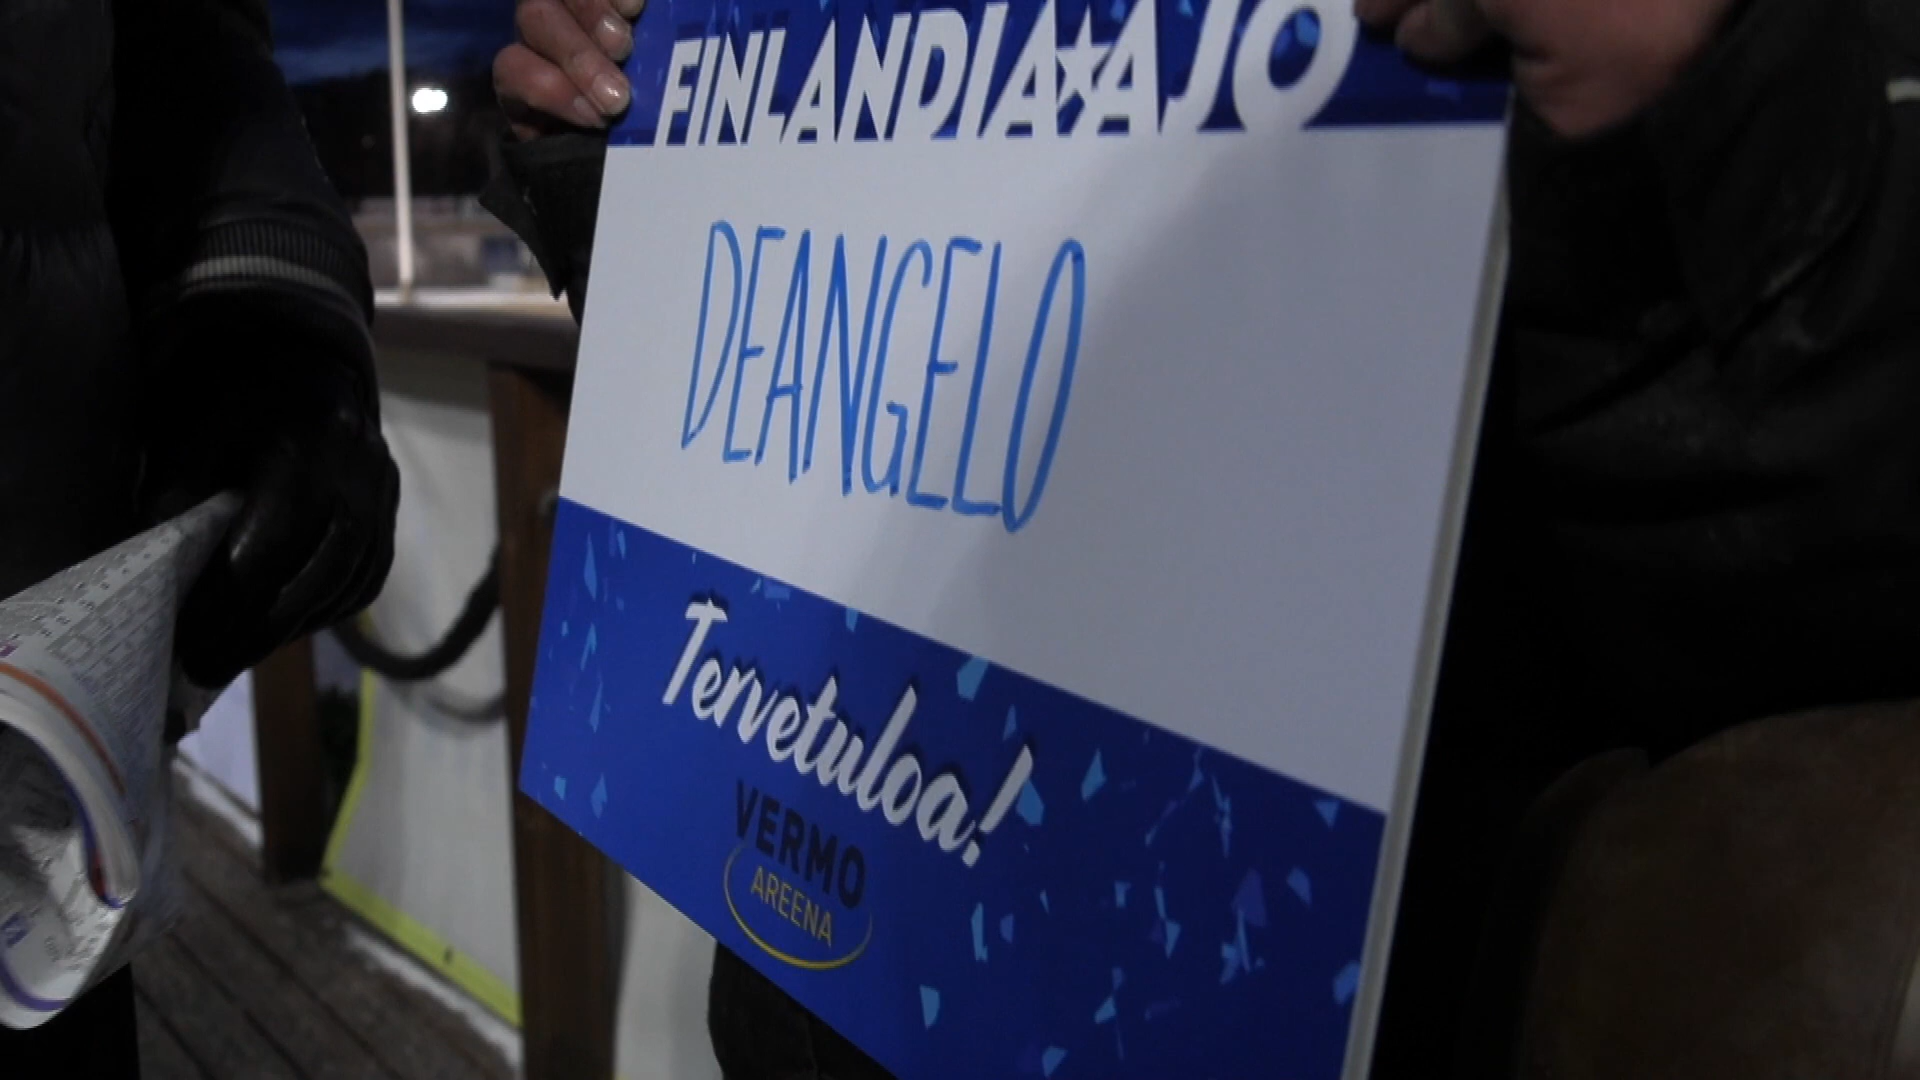 FINLANDIA★AJO
DEANGELO
Tervetuloa!
VERMO
AREENA